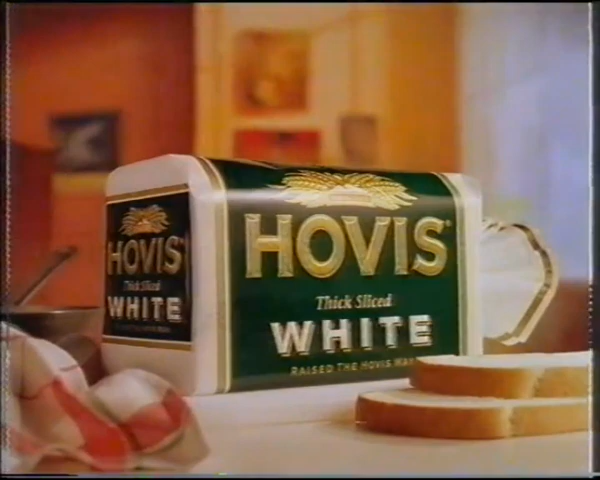 HOVIS
Thick Sliced
WHITE
HOVIS®
Thick Sliced
WHITE
RAISED THE HOVIS WAY